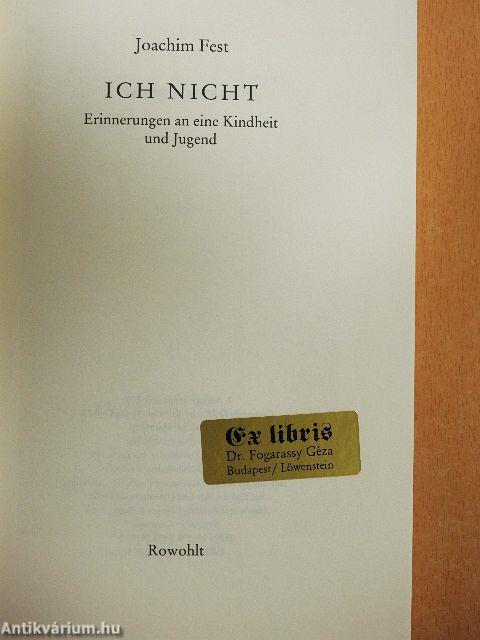 Joachim Fest
ICH NICHT
Erinnerungen an eine Kindheit
und Jugend
Ex libris
Dr. Fogarassy Géza
Budapest/ Löwenstein
Rowohlt
Antikvárium.hu